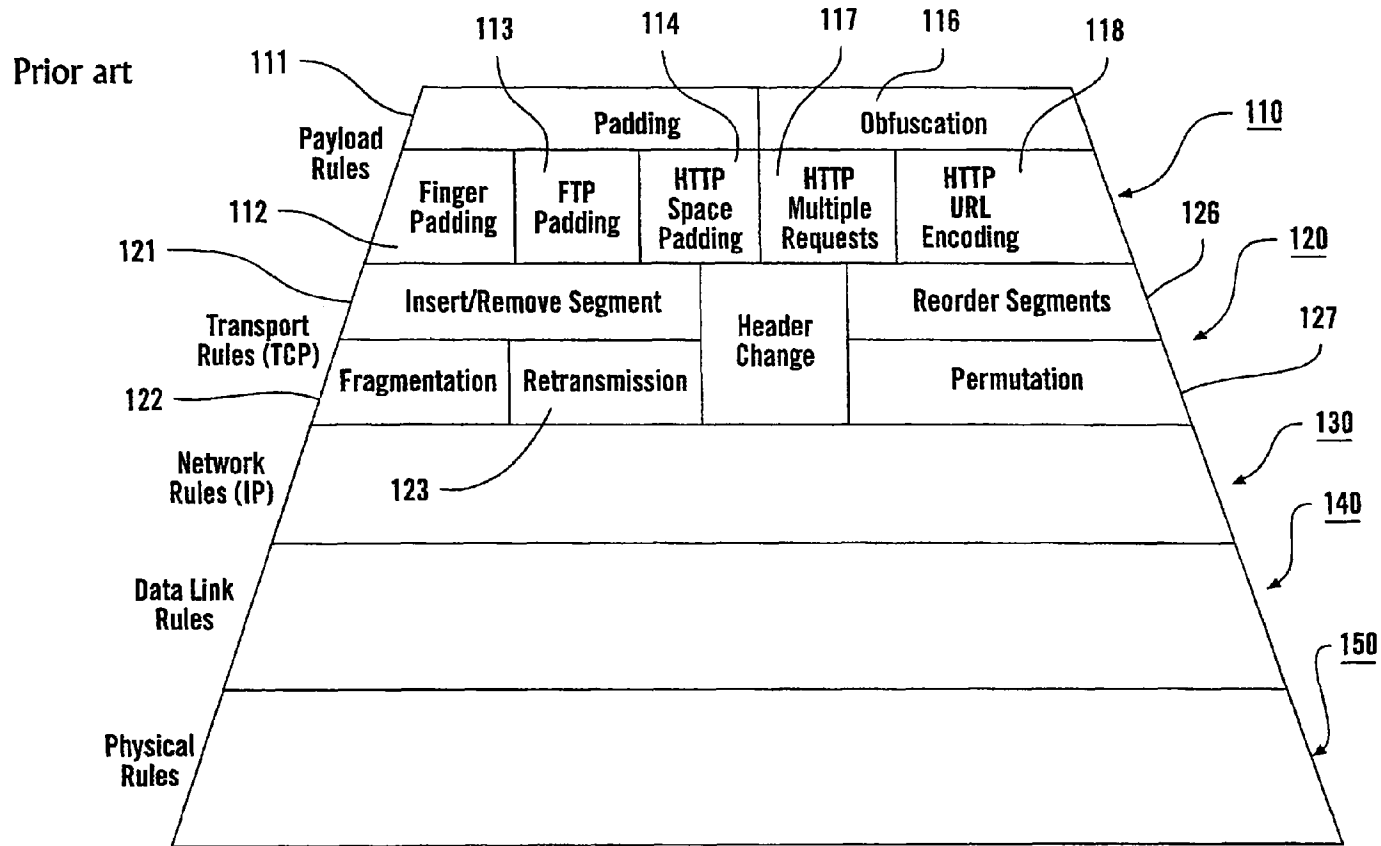 Prior art
111
113
114
117
116
118
110
Payload
Rules
Padding
Obfuscation
112
Finger
Padding
FTP
Padding
HTTP
Space
Padding
HTTP
Multiple
Requests
HTTP
URL
Encoding
126
120
121
Transport
Rules (TCP)
Insert/Remove Segment
Header
Change
Reorder Segments
127
122
Fragmentation
Retransmission
Permutation
130
Network
Rules (IP)
123
140
Data Link
Rules
150
Physical
Rules